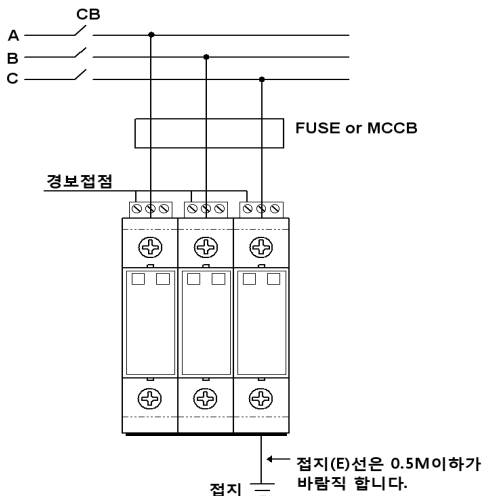 CB
A
B
C
FUSE or MCCB
경보접점
접지(E)선은 0.5M이하가
바람직 합니다.
접지